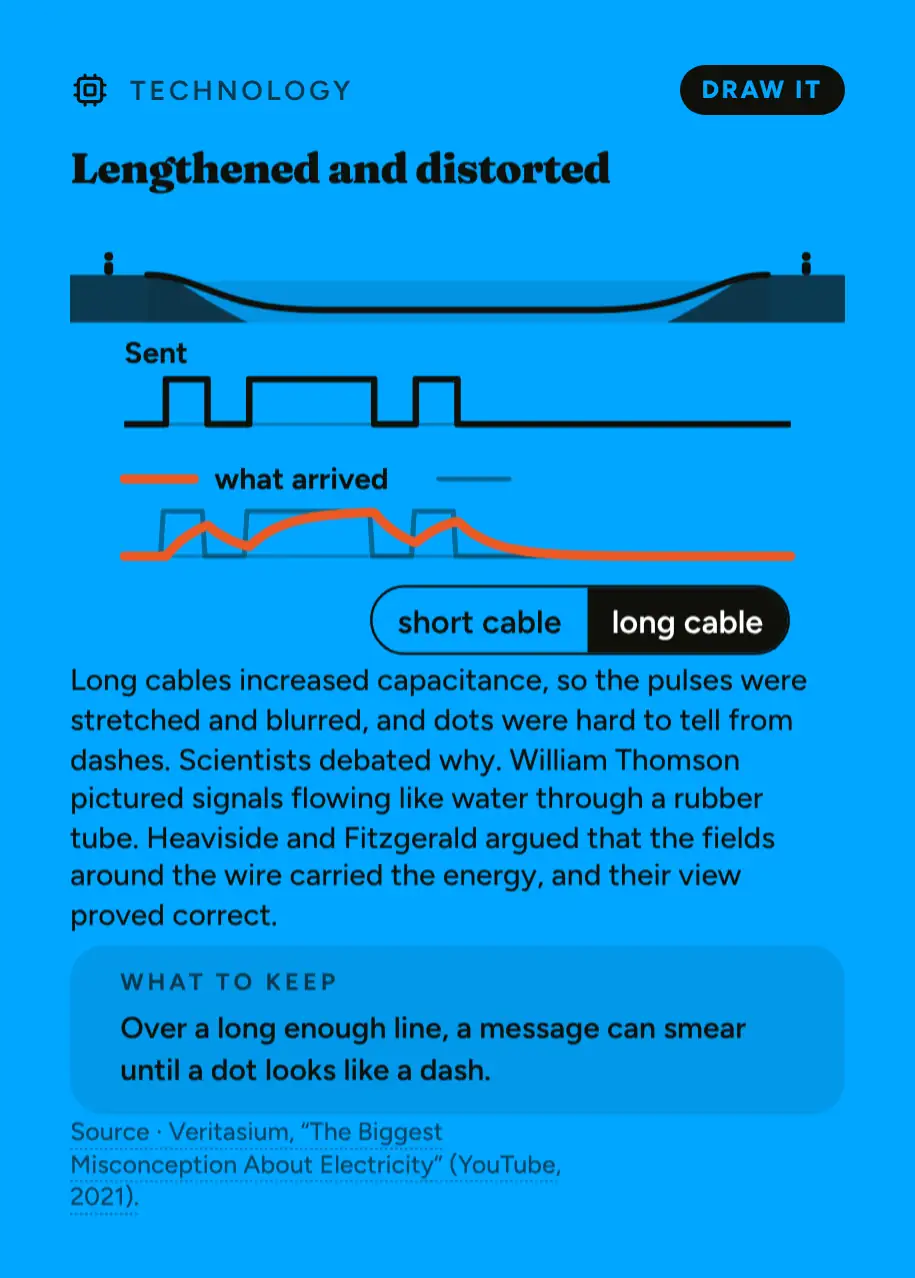 TECHNOLOGY
DRAW IT
Lengthened and distorted
Sent
what arrived
short cable
long cable
Long cables increased capacitance, so the pulses were
stretched and blurred, and dots were hard to tell from
dashes. Scientists debated why. William Thomson
pictured signals flowing like water through a rubber
tube. Heaviside and Fitzgerald argued that the fields
around the wire carried the energy, and their view
proved correct.
WHAT TO KEEP
Over a long enough line, a message can smear
until a dot looks like a dash.
Source · Veritasium, “The Biggest
Misconception About Electricity” (YouTube,
2021).